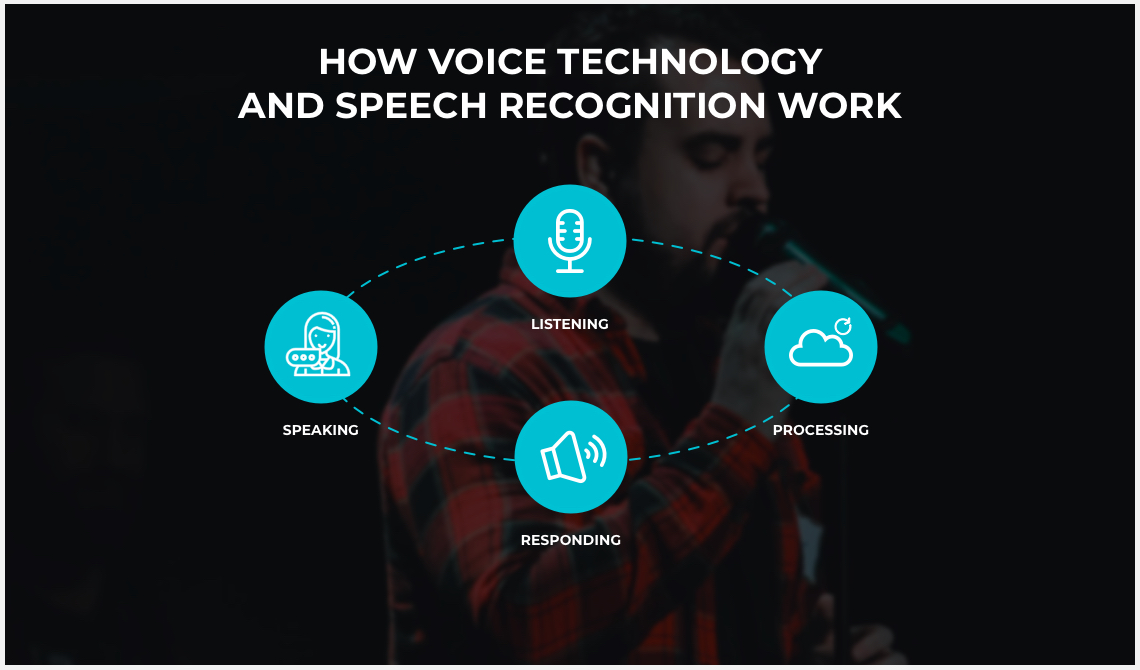 HOW VOICE TECHNOLOGY
AND SPEECH RECOGNITION WORK
LISTENING
SPEAKING
PROCESSING
RESPONDING